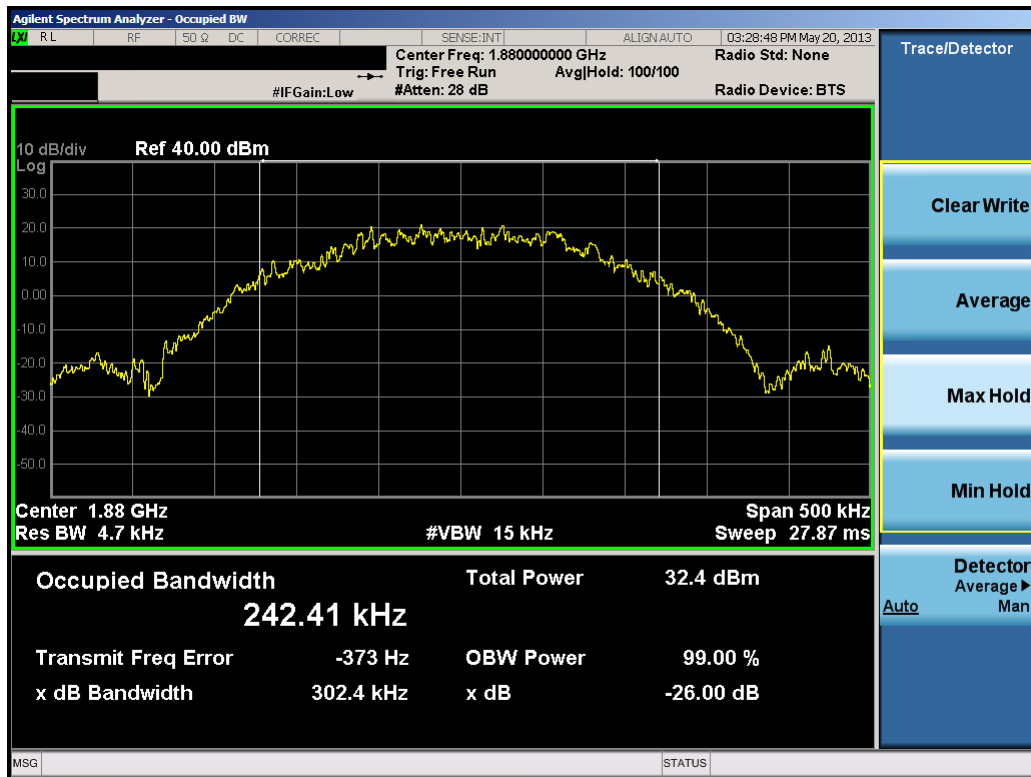 Agilent Spectrum Analyzer - Occupied BW
LXI RL RF 50 Ω DC CORREC SENSE:INT ALIGN AUTO 03:28:48 PM May 20, 2013
Center Freq: 1.880000000 GHz Radio Std: None
Trig: Free Run Avg|Hold: 100/100
#IFGain:Low #Atten: 28 dB Radio Device: BTS
Trace/Detector
10 dB/div Ref 40.00 dBm
Log
30.0
20.0
10.0
0.00
-10.0
-20.0
-30.0
-40.0
-50.0
Center 1.88 GHz Span 500 kHz
Res BW 4.7 kHz #VBW 15 kHz Sweep 27.87 ms
Clear Write
Average
Max Hold
Min Hold
Detector
Average
Auto Man
Occupied Bandwidth Total Power 32.4 dBm
242.41 kHz
Transmit Freq Error -373 Hz OBW Power 99.00 %
x dB Bandwidth 302.4 kHz x dB -26.00 dB
MSG STATUS